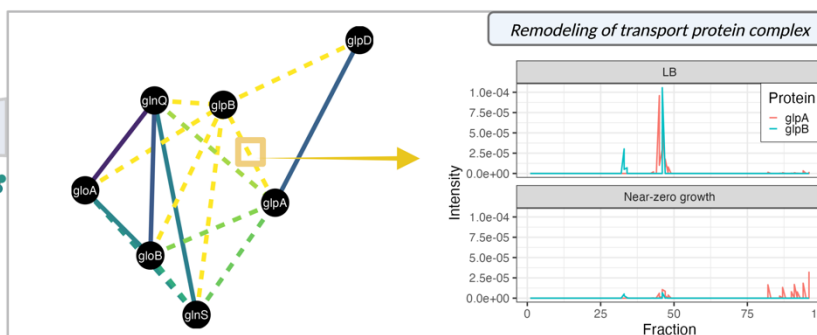 Remodeling of transport protein complex
glpD
glnQ
glpB
gloA
glpA
gloB
glnS
LB
1.0e-04
7.5e-05
5.0e-05
2.5e-05
0.0e+00
Protein
glpA
glpB
Near-zero growth
1.0e-04
7.5e-05
5.0e-05
2.5e-05
0.0e+00
Intensity
0 25 50 75
Fraction